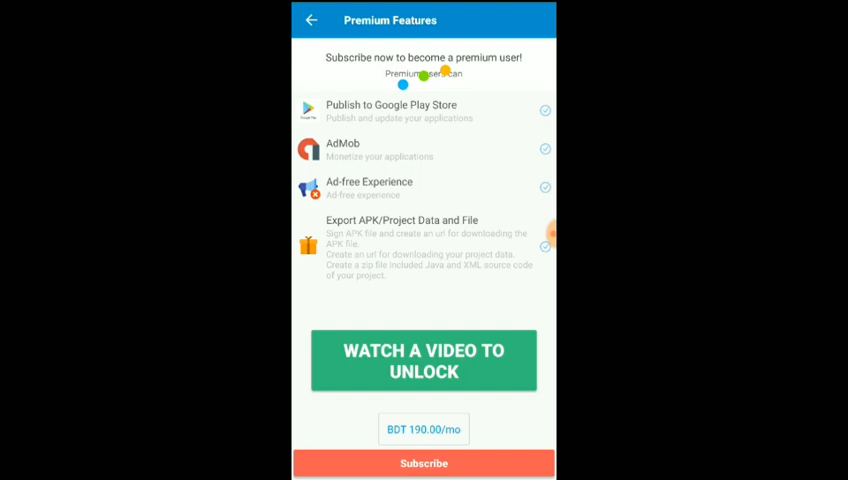 Premium Features
Subscribe now to become a premium user!
Premium users can
Publish to Google Play Store
Publish and update your applications
AdMob
Monetize your applications
Ad-free Experience
Ad-free experience
Export APK/Project Data and File
Sign APK file and create an url for downloading the
APK file.
Create an url for downloading your project data.
Create a zip file included Java and XML source code
of your project.
WATCH A VIDEO TO
UNLOCK
BDT 190.00/mo
Subscribe